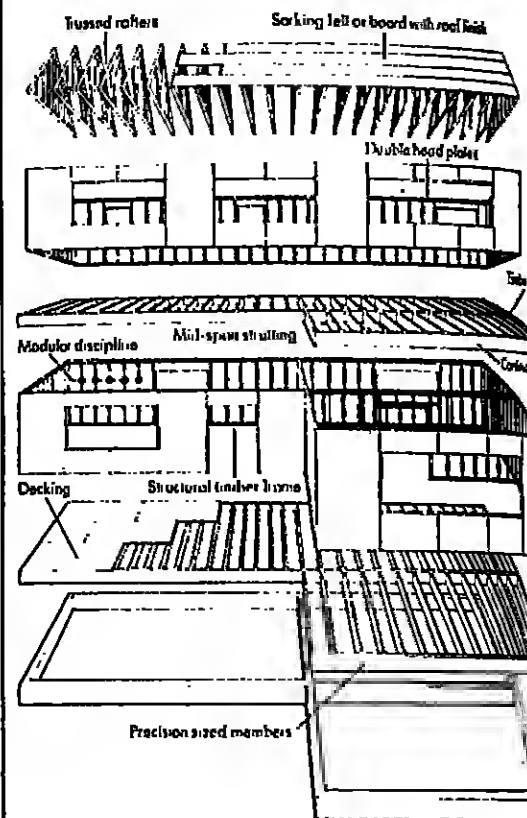 Trussed rafters
Sarking felt or board with roof finish
Double head plates
Mid-span strutting
Modular discipline
Decking
Structural timber frame
Precision sized members